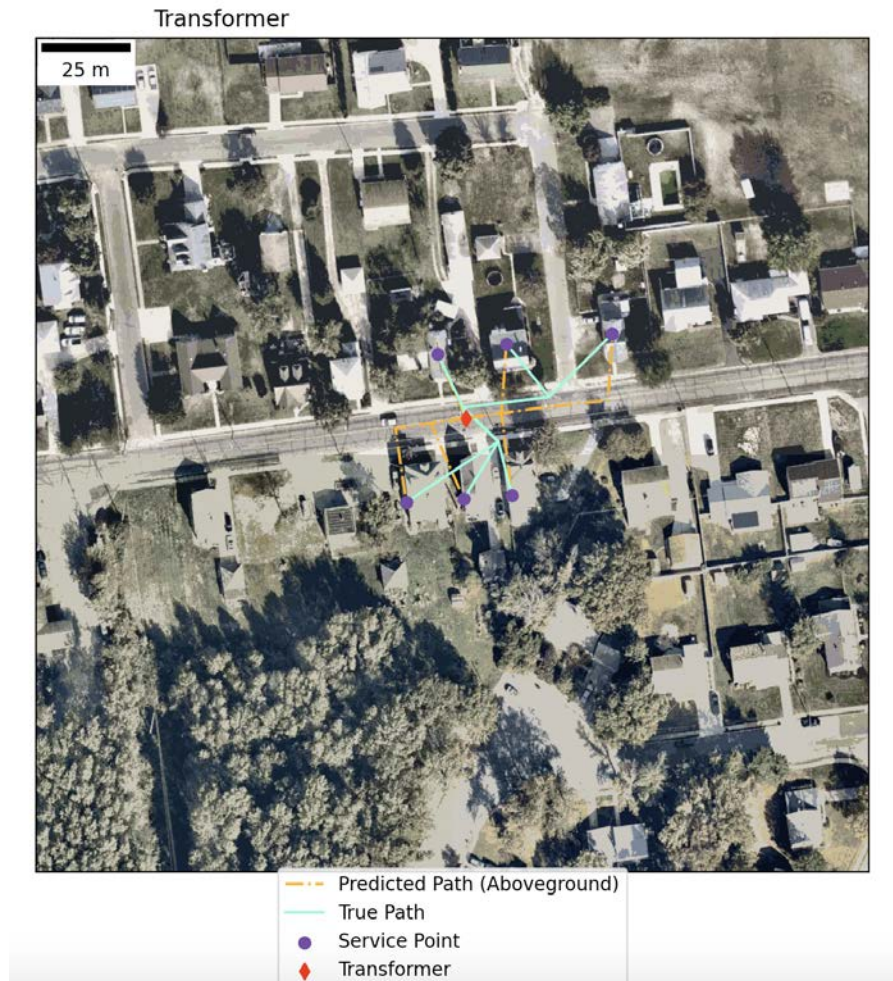 Transformer
25 m
Predicted Path (Aboveground)
True Path
Service Point
Transformer